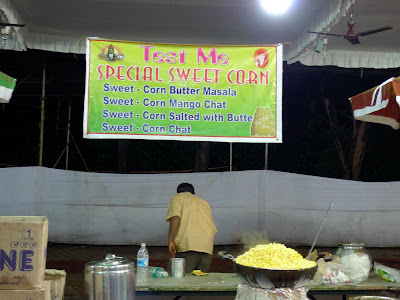 Test Me
SPECIAL SWEET CORN
Sweet - Corn Butter Masala
Sweet - Corn Mango Chat
Sweet - Corn Salted with Butte
Sweet - Corn Chat
NE